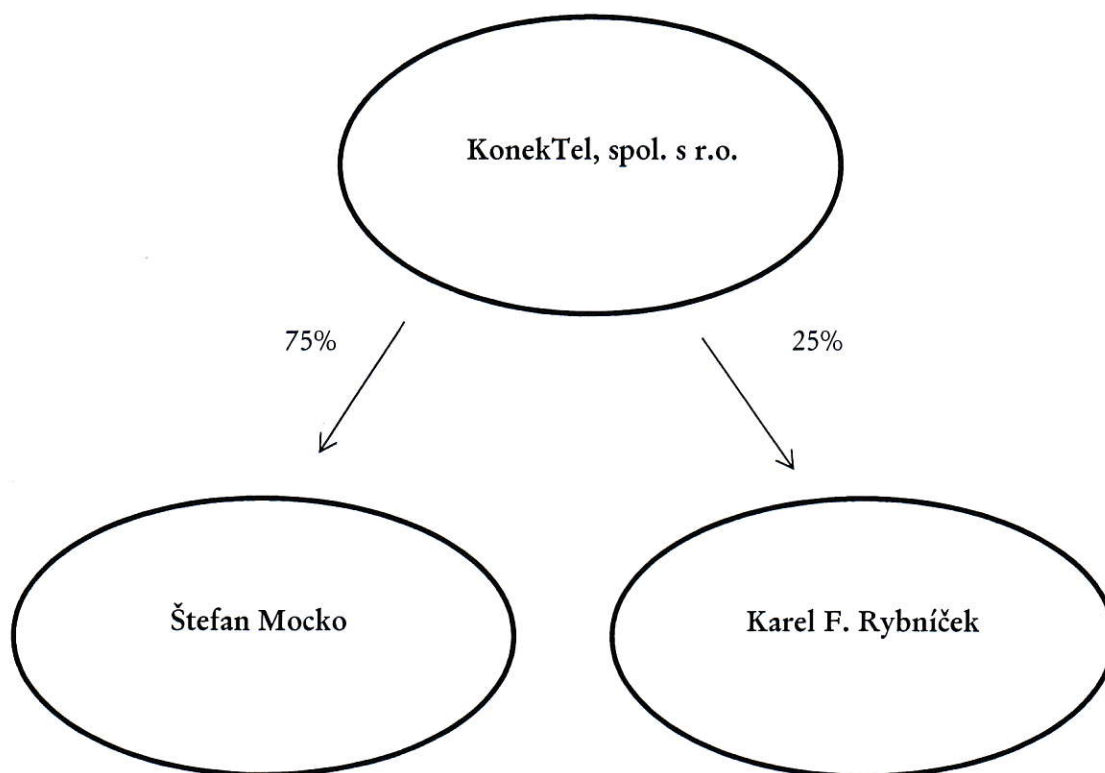 KonekTel, spol. s r.o.
75%
25%
Štefan Mocko
Karel F. Rybníček